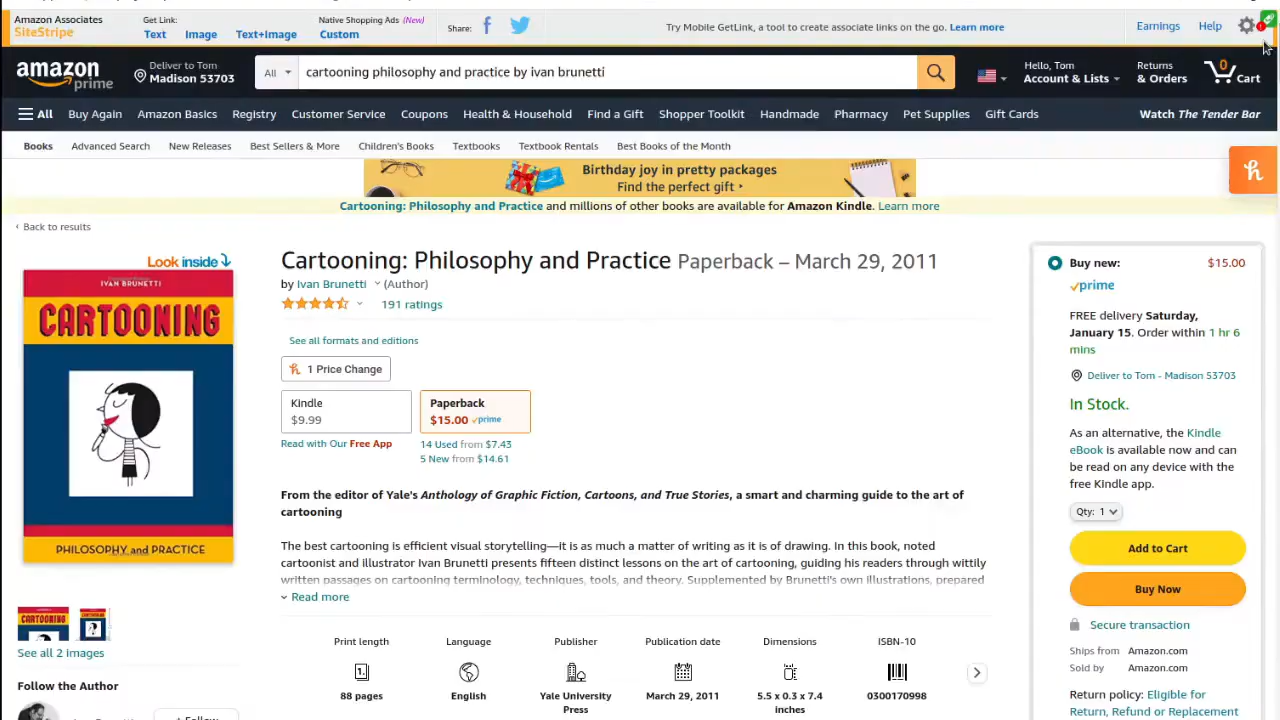 Amazon Associates
SiteStripe
Get Link:
Text Image Text+Image
Native Shopping Ads (New)
Custom
Share:
Try Mobile GetLink, a tool to create associate links on the go. Learn more
Earnings Help
amazon
prime
Deliver to Tom
Madison 53703
All
cartooning philosophy and practice by ivan brunetti
Hello, Tom
Account & Lists
Returns
& Orders
0
Cart
All Buy Again Amazon Basics Registry Customer Service Coupons Health & Household Find a Gift Shopper Toolkit Handmade Pharmacy Pet Supplies Gift Cards
Watch The Tender Bar
Books Advanced Search New Releases Best Sellers & More Children's Books Textbooks Textbook Rentals Best Books of the Month
Birthday joy in pretty packages
Find the perfect gift ‣
Cartooning: Philosophy and Practice and millions of other books are available for Amazon Kindle. Learn more
‹ Back to results
Look inside
IVAN BRUNETTI
CARTOONING
PHILOSOPHY and PRACTICE
CARTOONING
See all 2 images
Follow the Author
+ Follow
Cartooning: Philosophy and Practice Paperback – March 29, 2011
by Ivan Brunetti (Author)
191 ratings
See all formats and editions
1 Price Change
Kindle
$9.99
Read with Our Free App
Paperback
$15.00 prime
14 Used from $7.43
5 New from $14.61
From the editor of Yale's Anthology of Graphic Fiction, Cartoons, and True Stories, a smart and charming guide to the art of
cartooning
The best cartooning is efficient visual storytelling—it is as much a matter of writing as it is of drawing. In this book, noted
cartoonist and illustrator Ivan Brunetti presents fifteen distinct lessons on the art of cartooning, guiding his readers through wittily
written passages on cartooning terminology, techniques, tools, and theory. Supplemented by Brunetti's own illustrations, prepared
Read more
Print length
88 pages
Language
English
Publisher
Yale University
Press
Publication date
March 29, 2011
Dimensions
5.5 x 0.3 x 7.4
inches
ISBN-10
0300170998
Buy new: $15.00
prime
FREE delivery Saturday,
January 15. Order within 1 hr 6
mins
Deliver to Tom - Madison 53703
In Stock.
As an alternative, the Kindle
eBook is available now and can
be read on any device with the
free Kindle app.
Qty: 1
Add to Cart
Buy Now
Secure transaction
Ships from Amazon.com
Sold by Amazon.com
Return policy: Eligible for
Return, Refund or Replacement